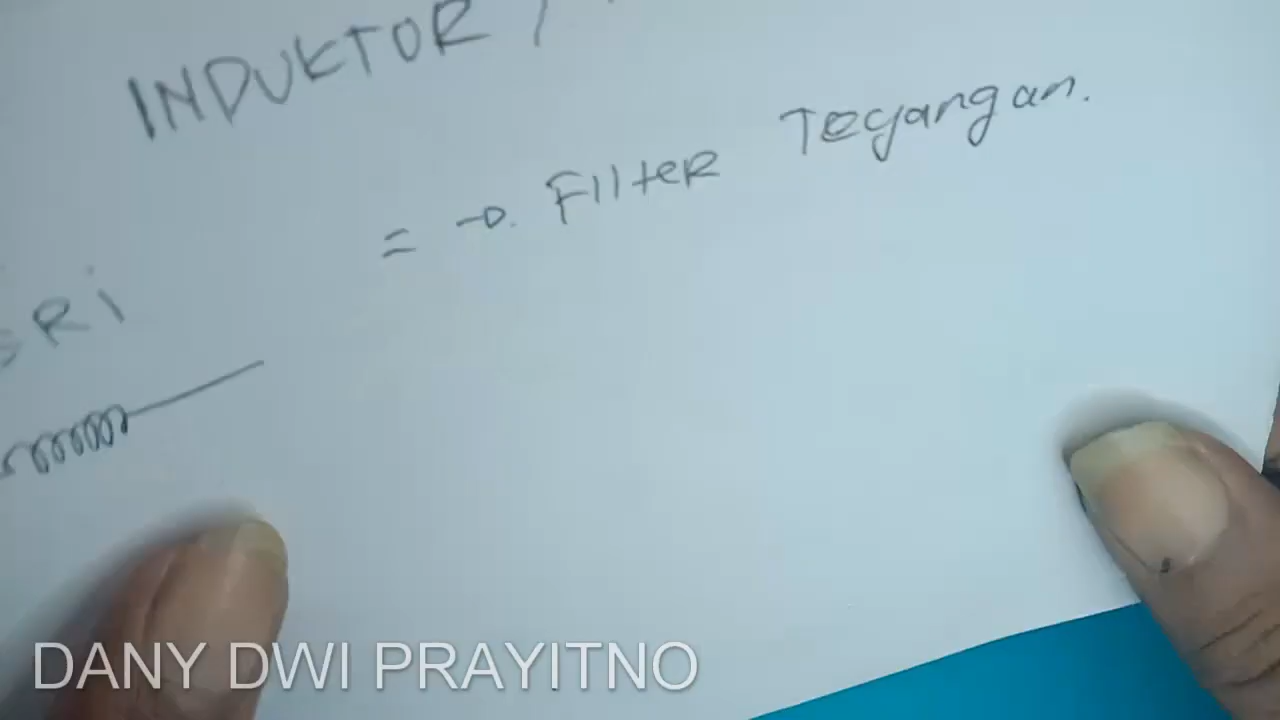 INDUKTOR /
= → Filter Tegangan.
SRi
DANY DWI PRAYITNO